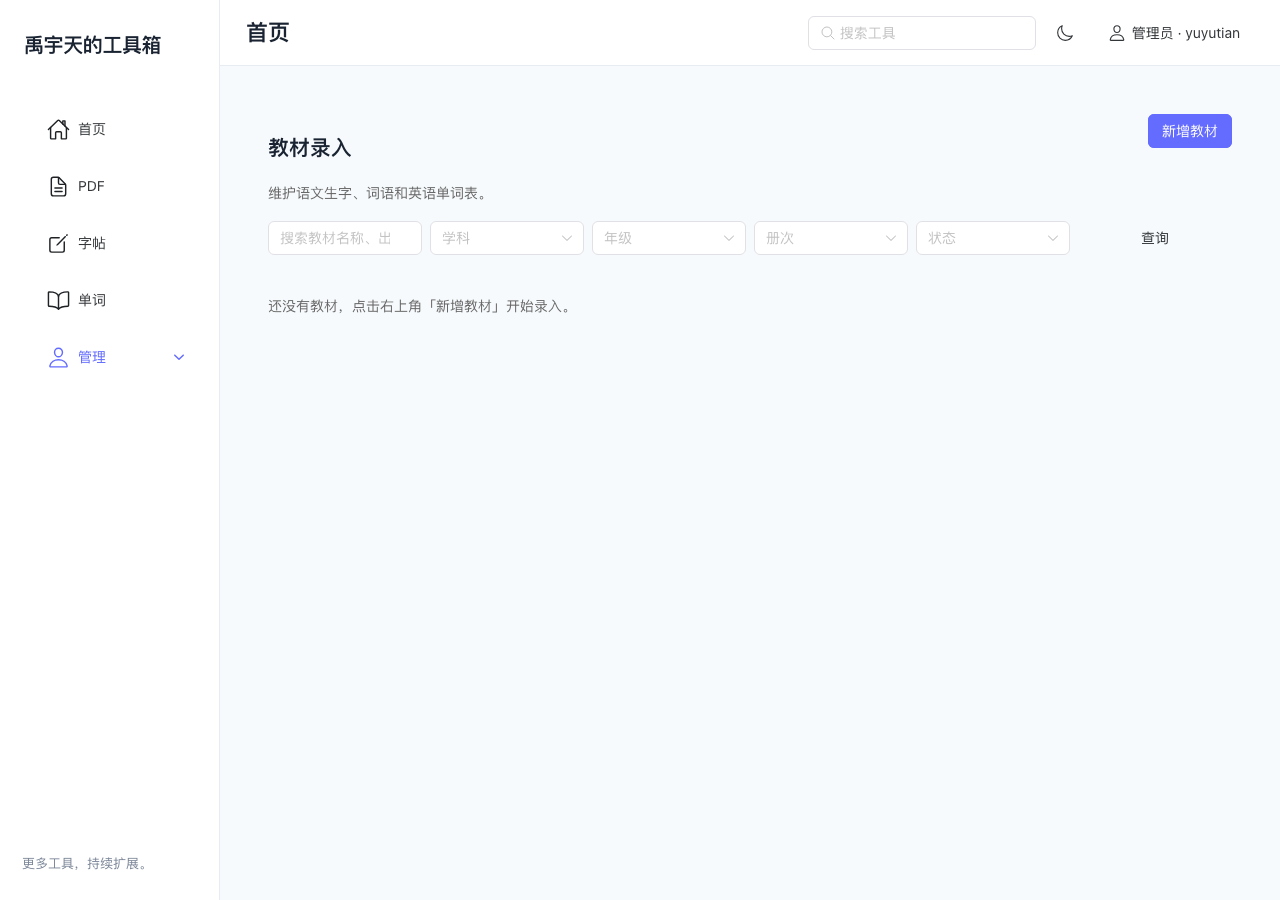 禹宇天的工具箱
首页
PDF
字帖
单词
管理
更多工具，持续扩展。
首页
搜索工具
管理员 · yuyutian
教材录入
新增教材
维护语文生字、词语和英语单词表。
搜索教材名称、出
学科
年级
册次
状态
查询
还没有教材，点击右上角「新增教材」开始录入。